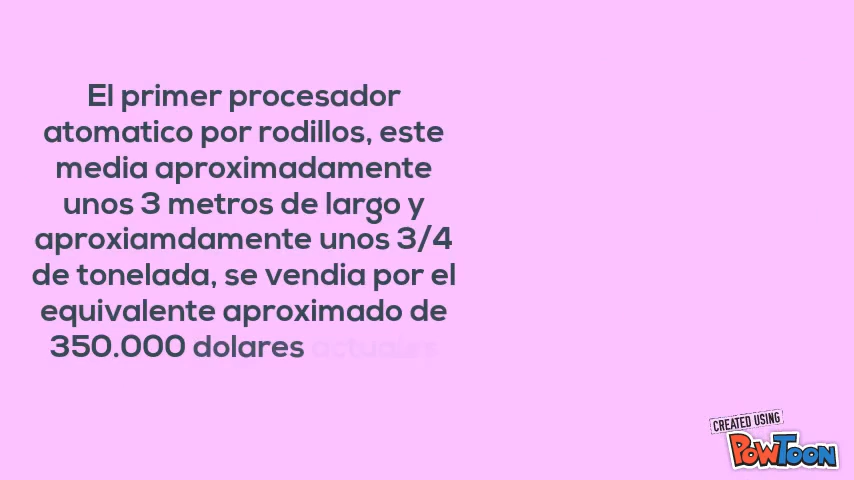 El primer procesador
atomatico por rodillos, este
media aproximadamente
unos 3 metros de largo y
aproxiamdamente unos 3/4
de tonelada, se vendia por el
equivalente aproximado de
350.000 dolares actuales
CREATED USING
POWTOON